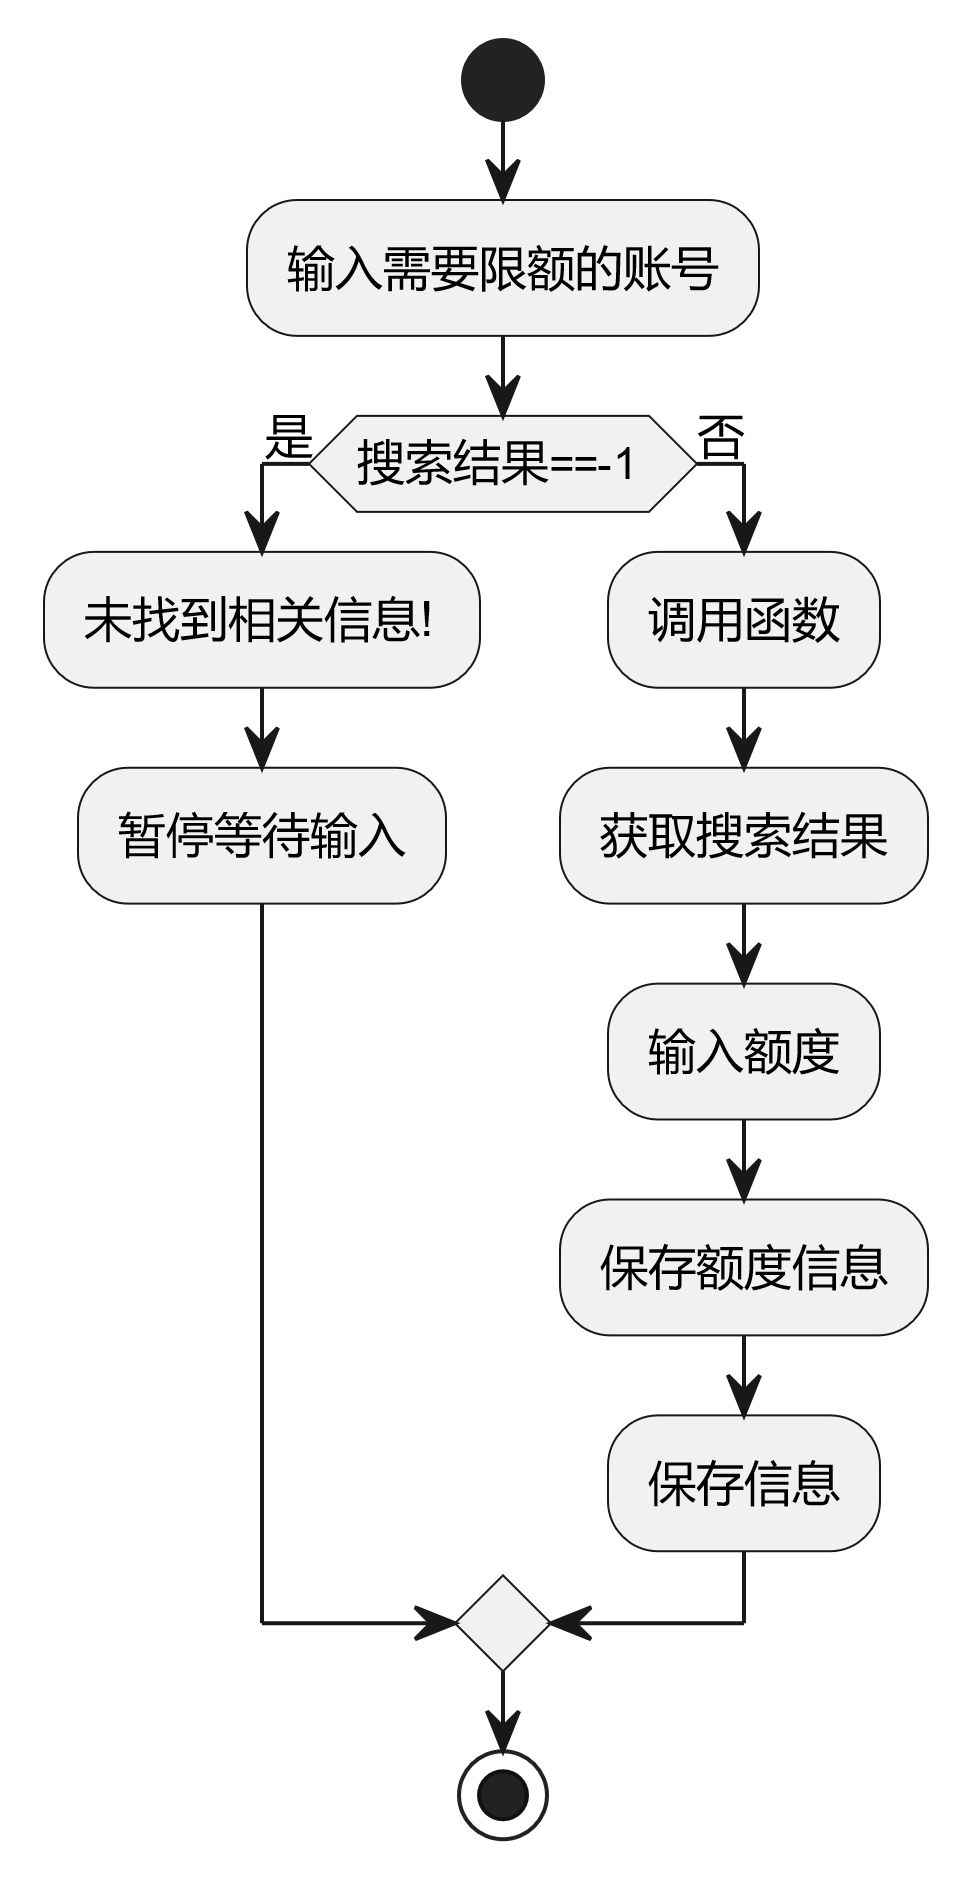 输入需要限额的账号
是
搜索结果==-1
否
未找到相关信息!
调用函数
暂停等待输入
获取搜索结果
输入额度
保存额度信息
保存信息